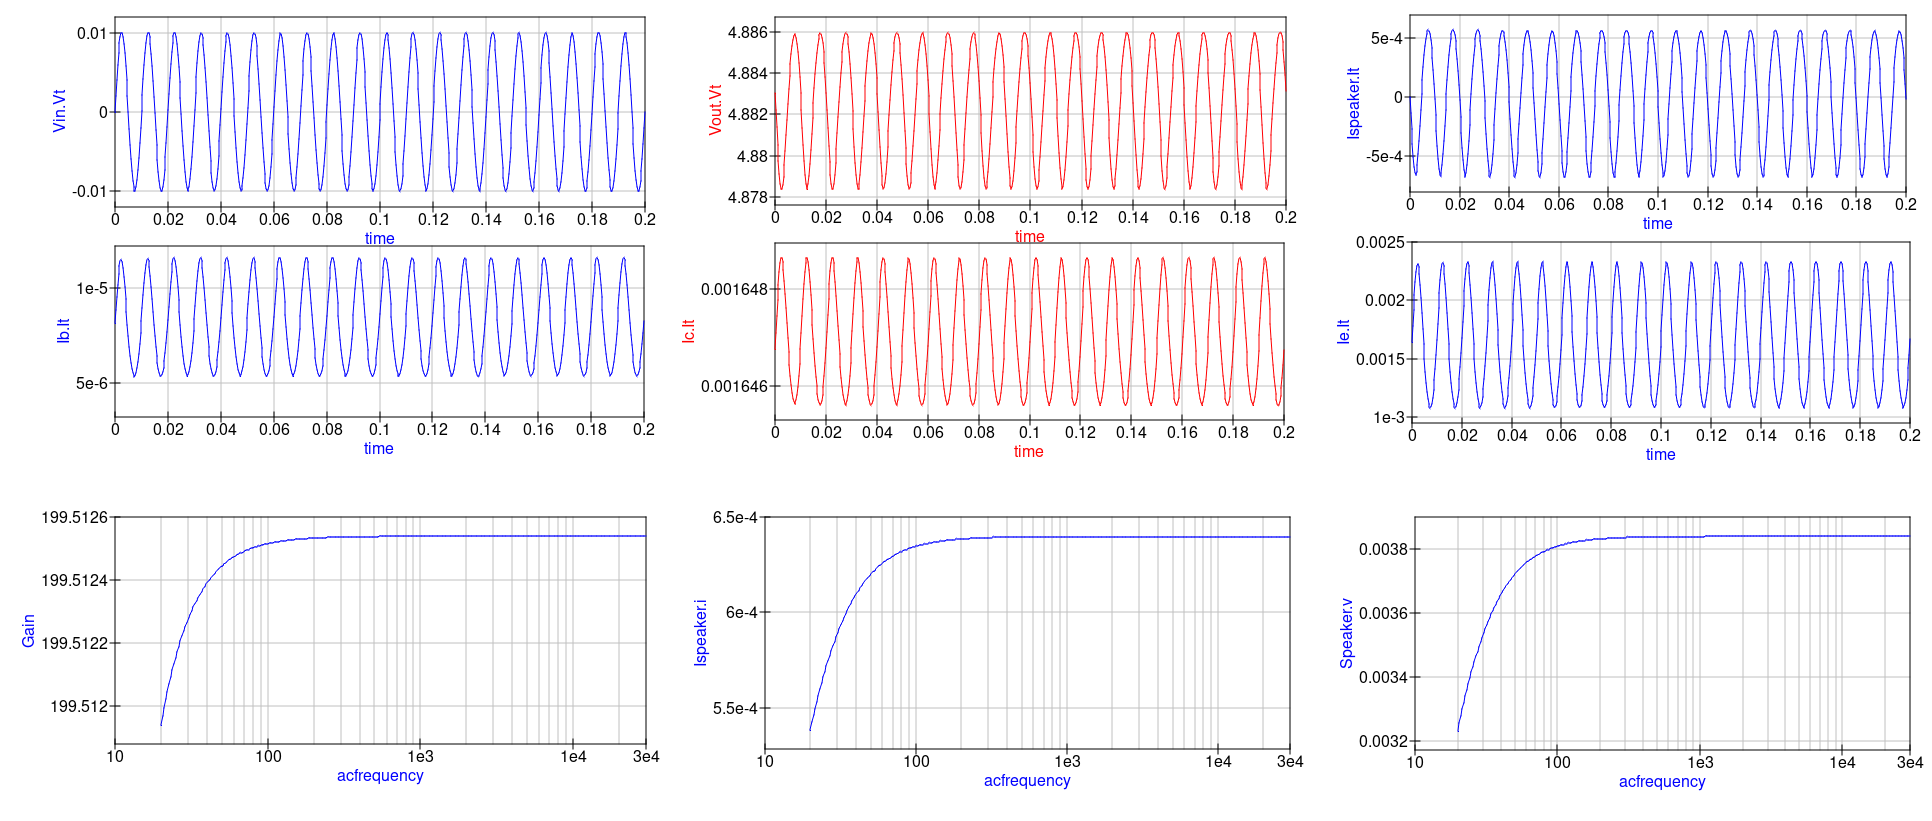 Vin.Vt
0.01
0
-0.01
0 0.02 0.04 0.06 0.08 0.1 0.12 0.14 0.16 0.18 0.2
time
Vout.Vt
4.886
4.884
4.882
4.88
4.878
0 0.02 0.04 0.06 0.08 0.1 0.12 0.14 0.16 0.18 0.2
time
Ispeaker.It
5e-4
0
-5e-4
0 0.02 0.04 0.06 0.08 0.1 0.12 0.14 0.16 0.18 0.2
time
Ib.It
1e-5
5e-6
0 0.02 0.04 0.06 0.08 0.1 0.12 0.14 0.16 0.18 0.2
time
Ic.It
0.001648
0.001646
0 0.02 0.04 0.06 0.08 0.1 0.12 0.14 0.16 0.18 0.2
time
Ie.It
0.0025
0.002
0.0015
1e-3
0 0.02 0.04 0.06 0.08 0.1 0.12 0.14 0.16 0.18 0.2
time
Gain
199.5126
199.5124
199.5122
199.512
10 100 1e3 1e4 3e4
acfrequency
Ispeaker.i
6.5e-4
6e-4
5.5e-4
10 100 1e3 1e4 3e4
acfrequency
Speaker.v
0.0038
0.0036
0.0034
0.0032
10 100 1e3 1e4 3e4
acfrequency